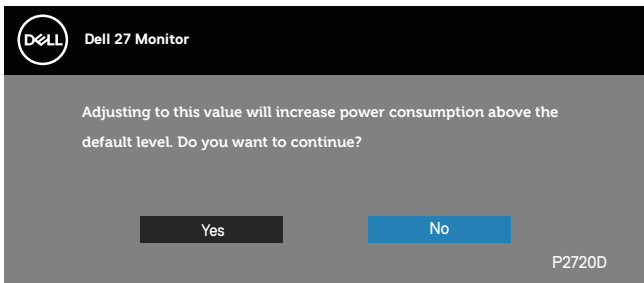 DELL
Dell 27 Monitor
Adjusting to this value will increase power consumption above the
default level. Do you want to continue?
Yes
No
P2720D